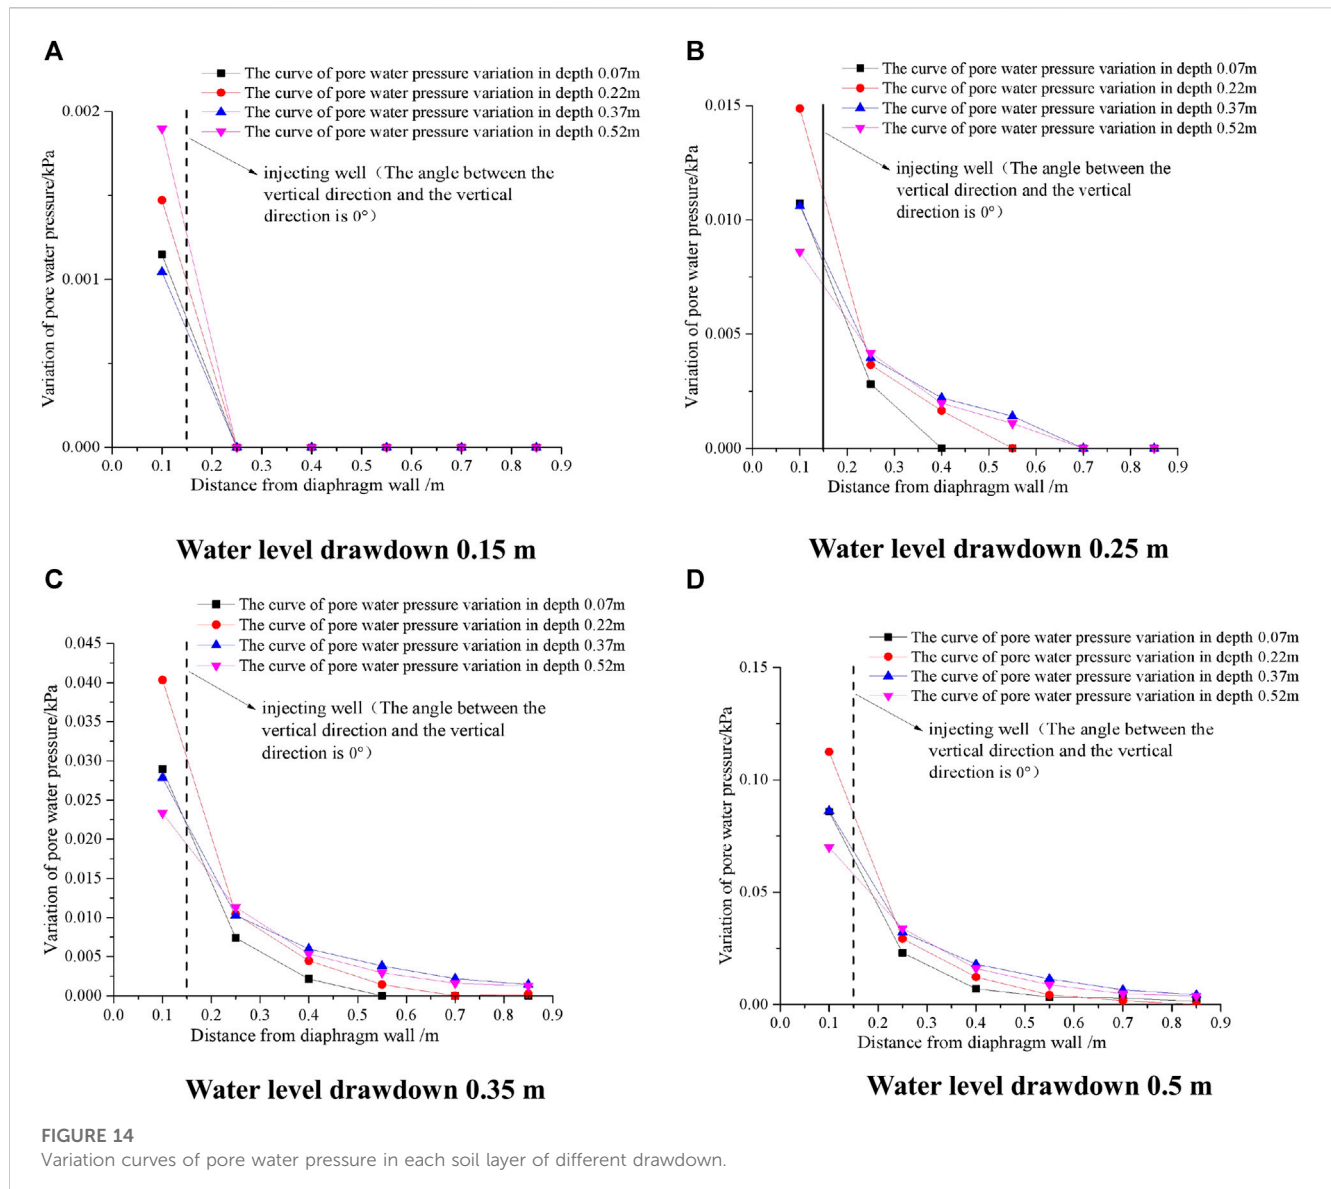 A
The curve of pore water pressure variation in depth 0.07m
The curve of pore water pressure variation in depth 0.22m
The curve of pore water pressure variation in depth 0.37m
The curve of pore water pressure variation in depth 0.52m
injecting well（The angle between the
vertical direction and the vertical
direction is 0°）
Variation of pore water pressure/kPa
0.002
0.001
0.000
0.0 0.1 0.2 0.3 0.4 0.5 0.6 0.7 0.8 0.9
Distance from diaphragm wall /m
Water level drawdown 0.15 m
B
The curve of pore water pressure variation in depth 0.07m
The curve of pore water pressure variation in depth 0.22m
The curve of pore water pressure variation in depth 0.37m
The curve of pore water pressure variation in depth 0.52m
injecting well（The angle between the
vertical direction and the vertical
direction is 0°）
Variation of pore water pressure/kPa
0.015
0.010
0.005
0.000
0.0 0.1 0.2 0.3 0.4 0.5 0.6 0.7 0.8 0.9
Distance from diaphragm wall /m
Water level drawdown 0.25 m
C
The curve of pore water pressure variation in depth 0.07m
The curve of pore water pressure variation in depth 0.22m
The curve of pore water pressure variation in depth 0.37m
The curve of pore water pressure variation in depth 0.52m
injecting well（The angle between the
vertical direction and the vertical
direction is 0°）
Variation of pore water pressure/kPa
0.045
0.040
0.035
0.030
0.025
0.020
0.015
0.010
0.005
0.000
0.0 0.1 0.2 0.3 0.4 0.5 0.6 0.7 0.8 0.9
Distance from diaphragm wall /m
Water level drawdown 0.35 m
D
The curve of pore water pressure variation in depth 0.07m
The curve of pore water pressure variation in depth 0.22m
The curve of pore water pressure variation in depth 0.37m
The curve of pore water pressure variation in depth 0.52m
injecting well（The angle between the
vertical direction and the vertical
direction is 0°）
Variation of pore water pressure/kPa
0.15
0.10
0.05
0.00
0.0 0.1 0.2 0.3 0.4 0.5 0.6 0.7 0.8 0.9
Distance from diaphragm wall /m
Water level drawdown 0.5 m
FIGURE 14
Variation curves of pore water pressure in each soil layer of different drawdown.